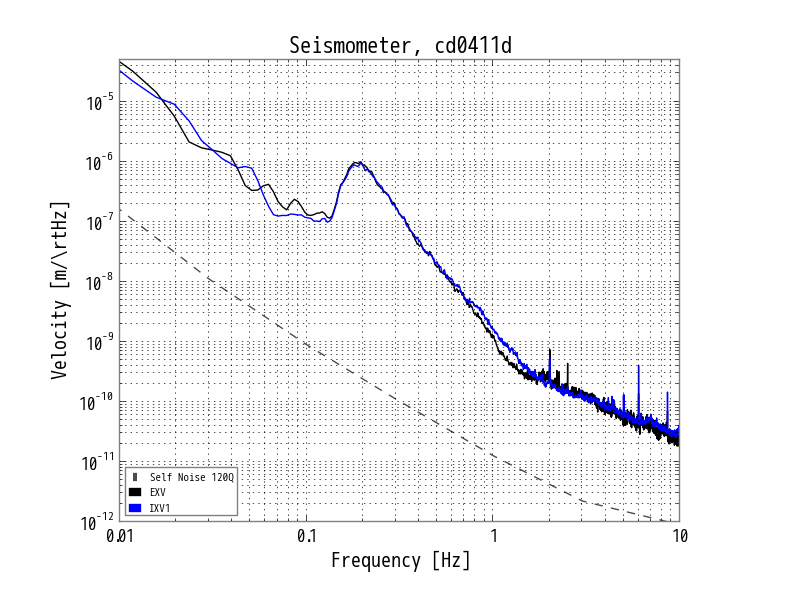 Seismometer, cd0411d
Velocity [m/\rtHz]
10^-5
10^-6
10^-7
10^-8
10^-9
10^-10
10^-11
10^-12
Self Noise 120Q
EXV
IXV1
0.01
0.1
1
10
Frequency [Hz]